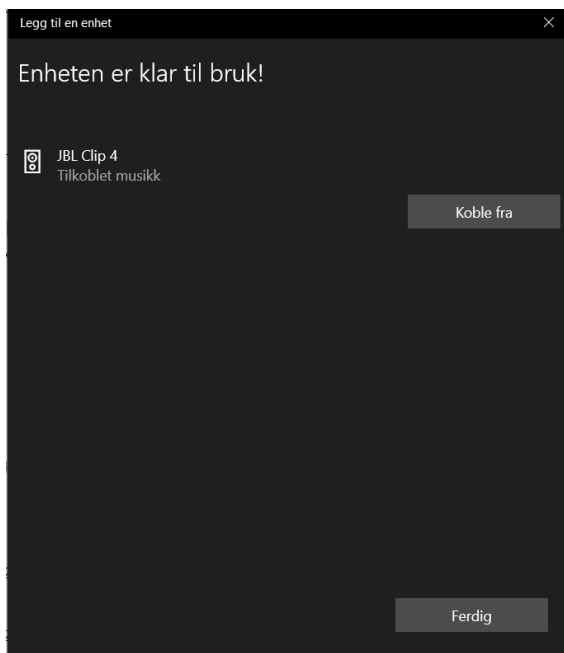 Legg til en enhet
Enheten er klar til bruk!
JBL Clip 4
Tilkoblet musikk
Koble fra
Ferdig